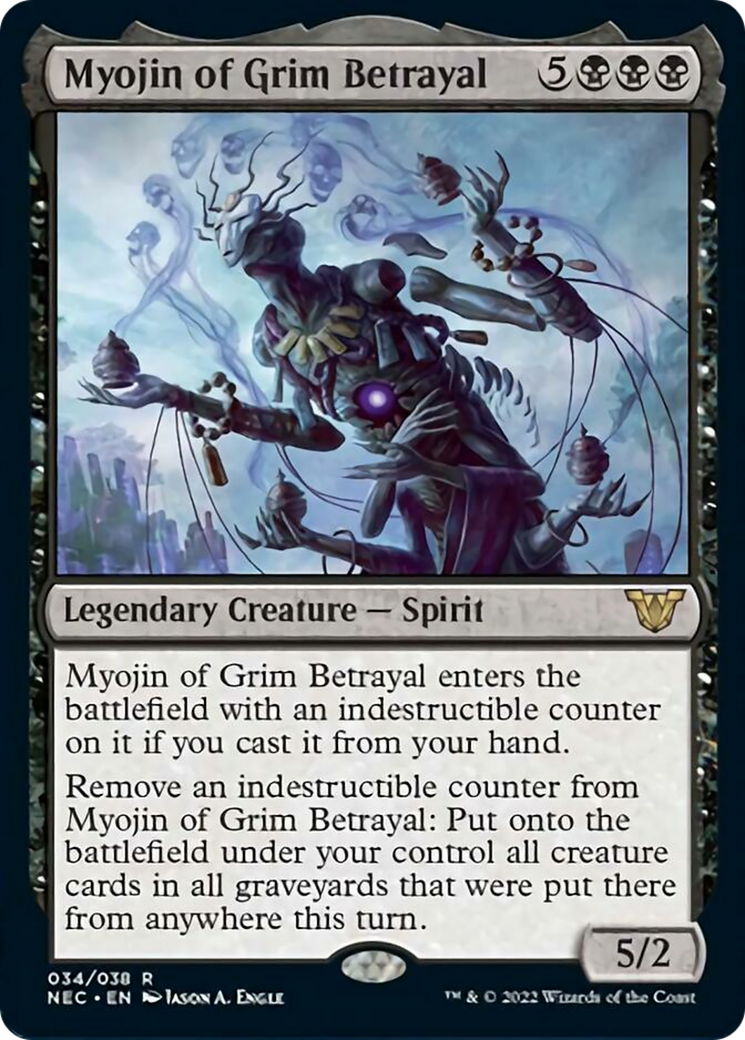 Myojin of Grim Betrayal 5
Legendary Creature — Spirit
Myojin of Grim Betrayal enters the
battlefield with an indestructible counter
on it if you cast it from your hand.
Remove an indestructible counter from
Myojin of Grim Betrayal: Put onto the
battlefield under your control all creature
cards in all graveyards that were put there
from anywhere this turn.
5/2
034/038 R
NEC • EN Jason A. Engle
™ & © 2022 Wizards of the Coast